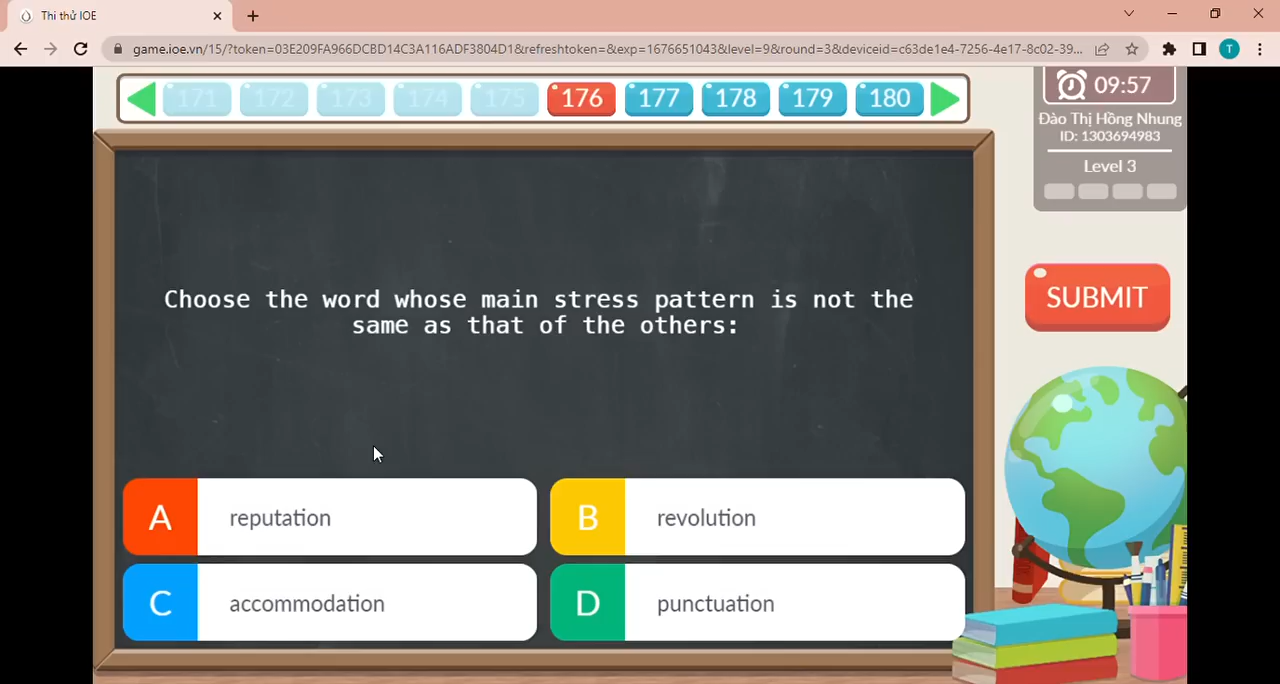 Thi thử IOE
game.ioe.vn/15/?token=03E209FA966DCBD14C3A116ADF3804D1&refreshtoken=&exp=1676651043&level=9&round=3&deviceid=c63de1e4-7256-4e17-8c02-39...
T
171 172 173 174 175 176 177 178 179 180
09:57
Đào Thị Hồng Nhung
ID: 1303694983
Level 3
Choose the word whose main stress pattern is not the
same as that of the others:
SUBMIT
A reputation
B revolution
C accommodation
D punctuation